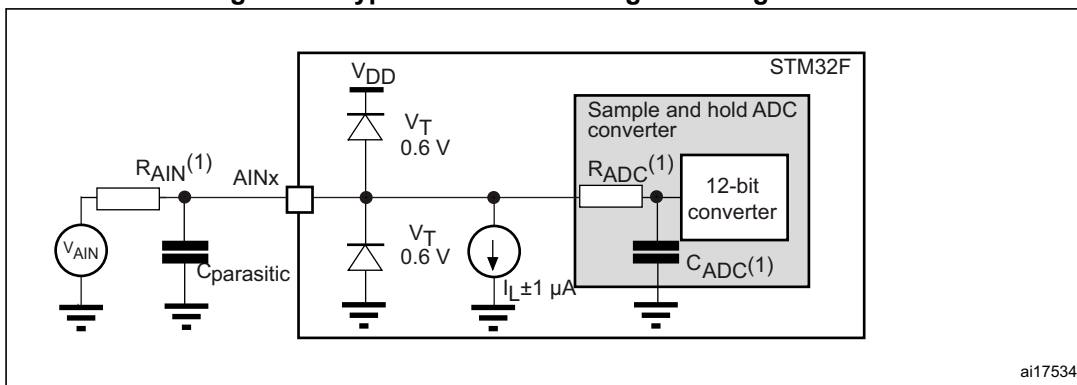 STM32F
VDD
Sample and hold ADC
converter
VT
0.6 V
RAIN(1)
AINx
RADC(1)
12-bit
converter
VAIN
Cparasitic
VT
0.6 V
IL±1 µA
CADC(1)
ai17534